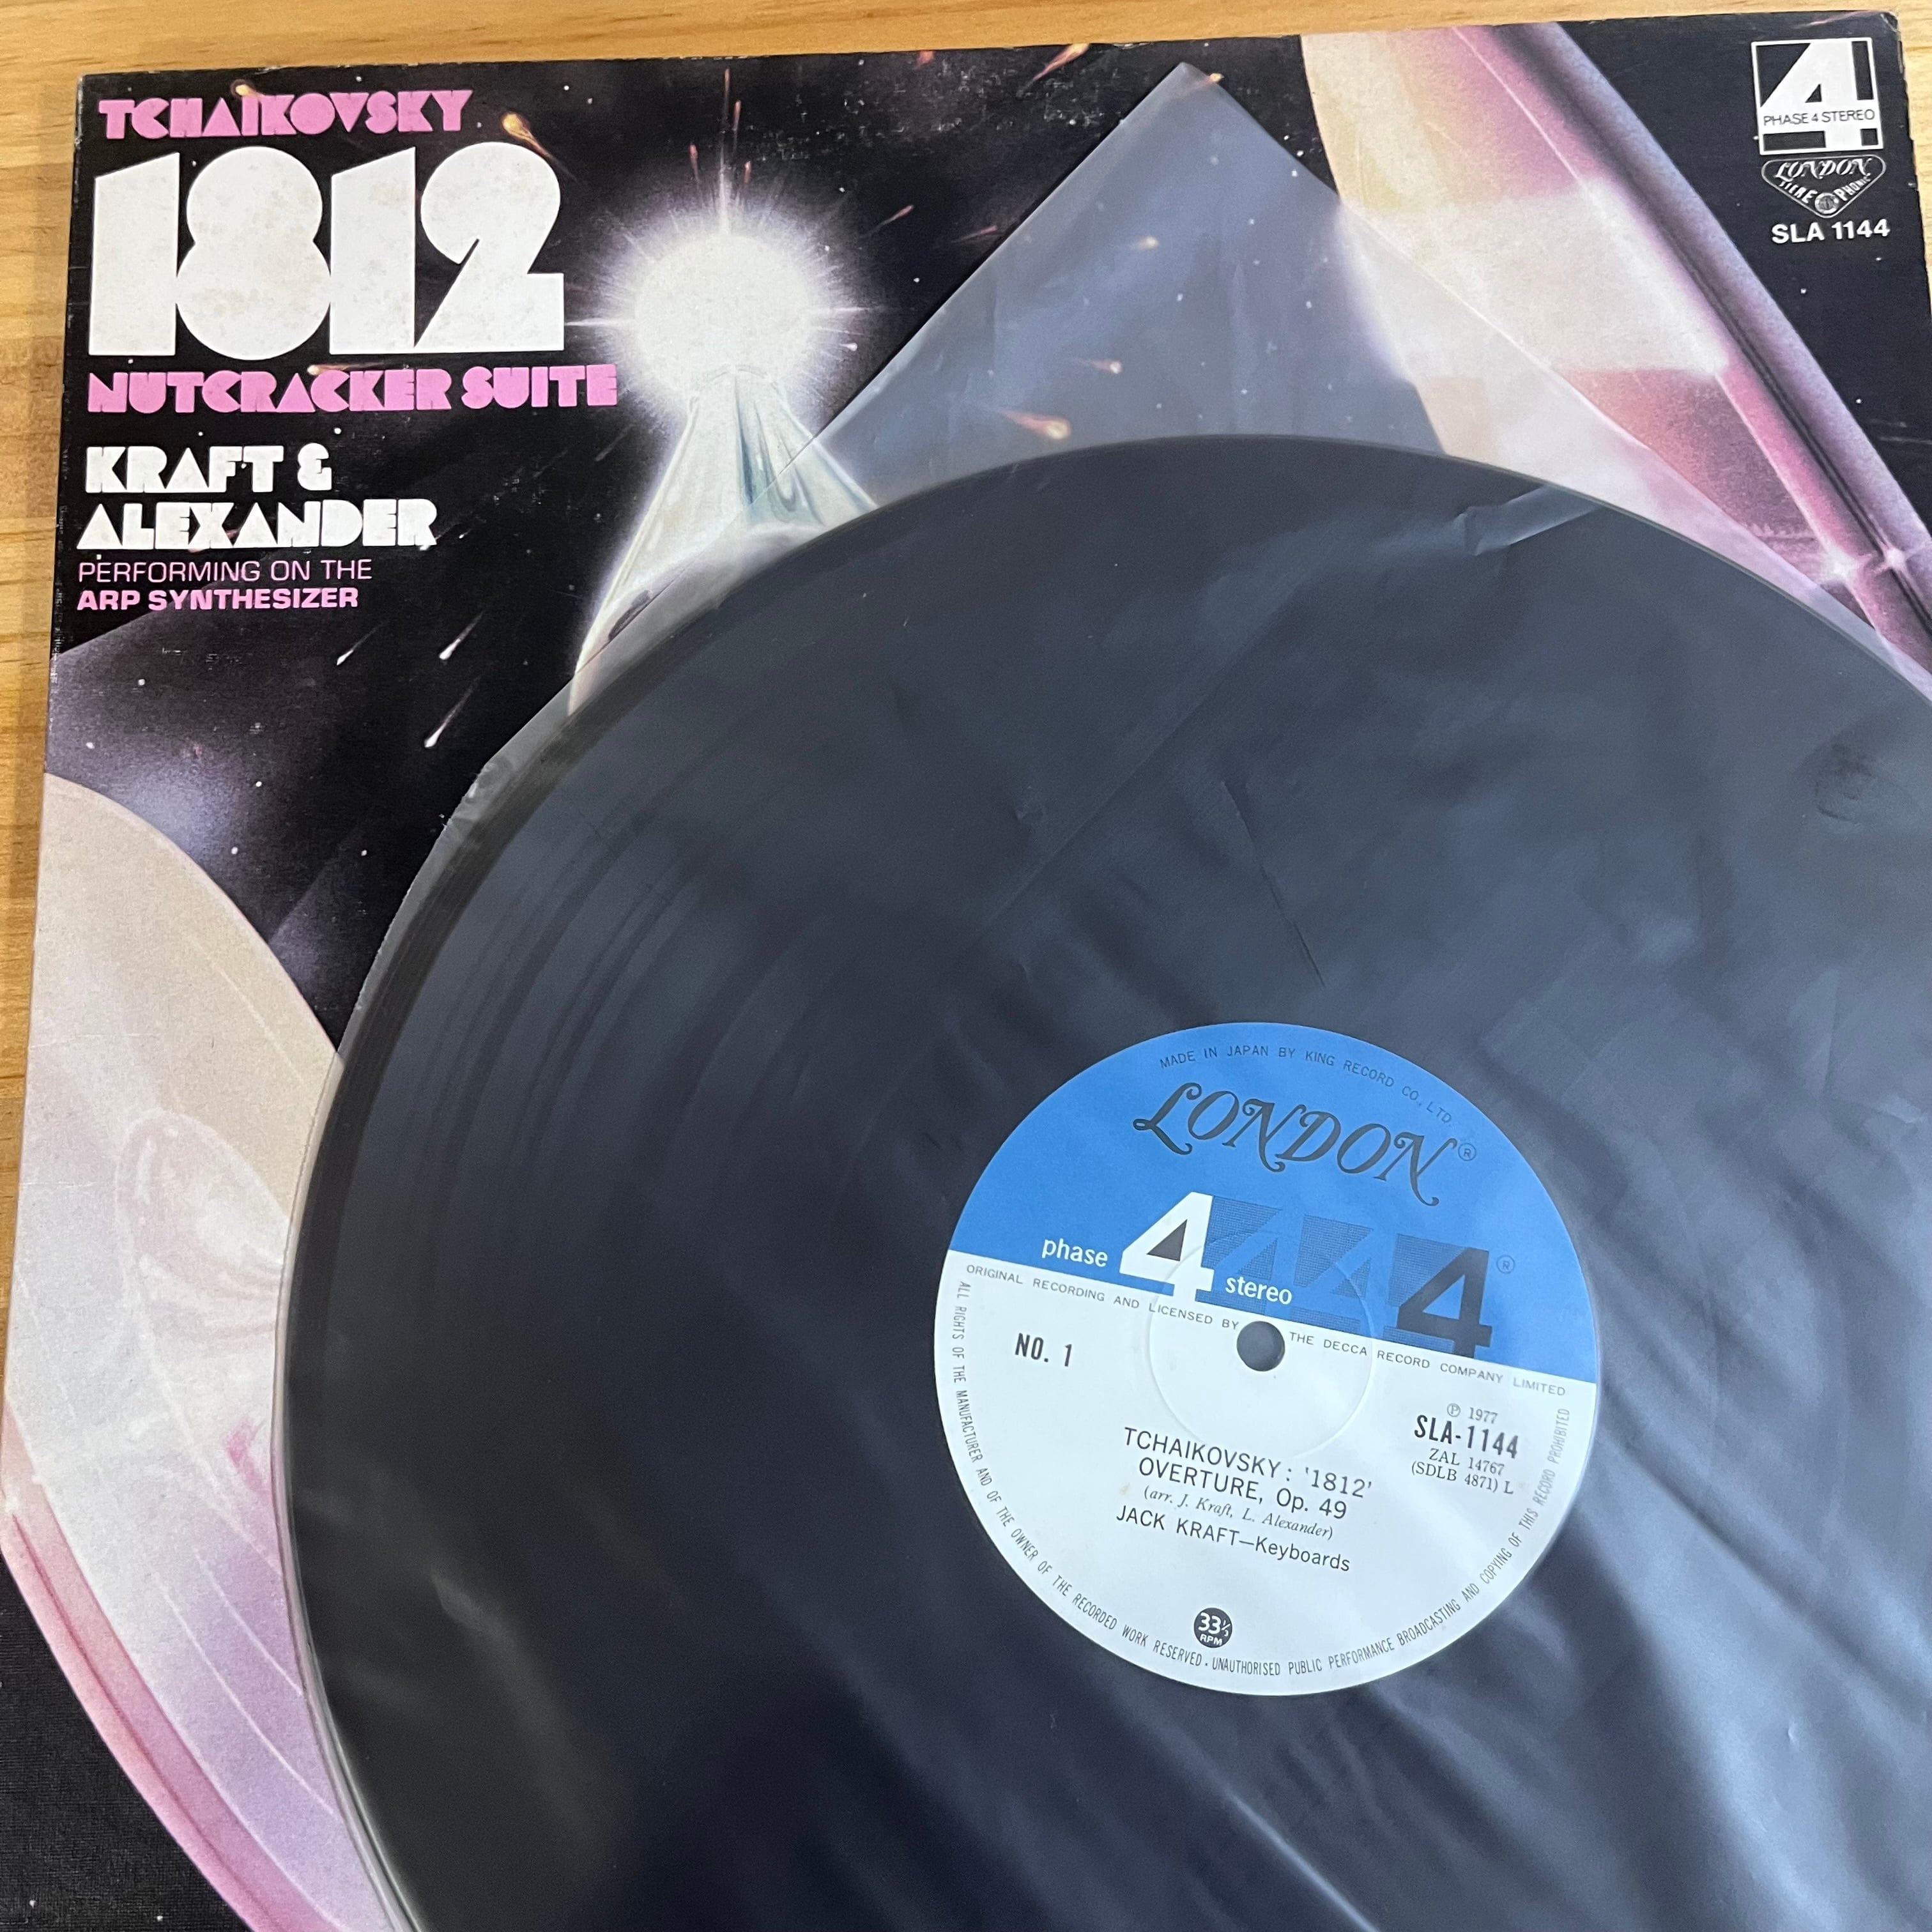 TCHAIKOVSKY
1812
NUTCRACKER SUITE
KRAFT &
ALEXANDER
PERFORMING ON THE
ARP SYNTHESIZER
4
PHASE 4 STEREO
LONDON
STEREOPHONIC
SLA 1144
MADE IN JAPAN BY KING RECORD CO., LTD.
LONDON®
phase 4 stereo 4 4 4®
ORIGINAL RECORDING AND LICENSED BY THE DECCA RECORD COMPANY LIMITED
NO. 1
℗ 1977
SLA-1144
ZAL 14767
(SDLB 4871) L
TCHAIKOVSKY: '1812'
OVERTURE, Op. 49
(arr. J. Kraft, L. Alexander)
JACK KRAFT—Keyboards
33⅓
RPM
ALL RIGHTS OF THE MANUFACTURER AND OF THE OWNER OF THE RECORDED WORK RESERVED · UNAUTHORISED PUBLIC PERFORMANCE BROADCASTING AND COPYING OF THIS RECORD PROHIBITED